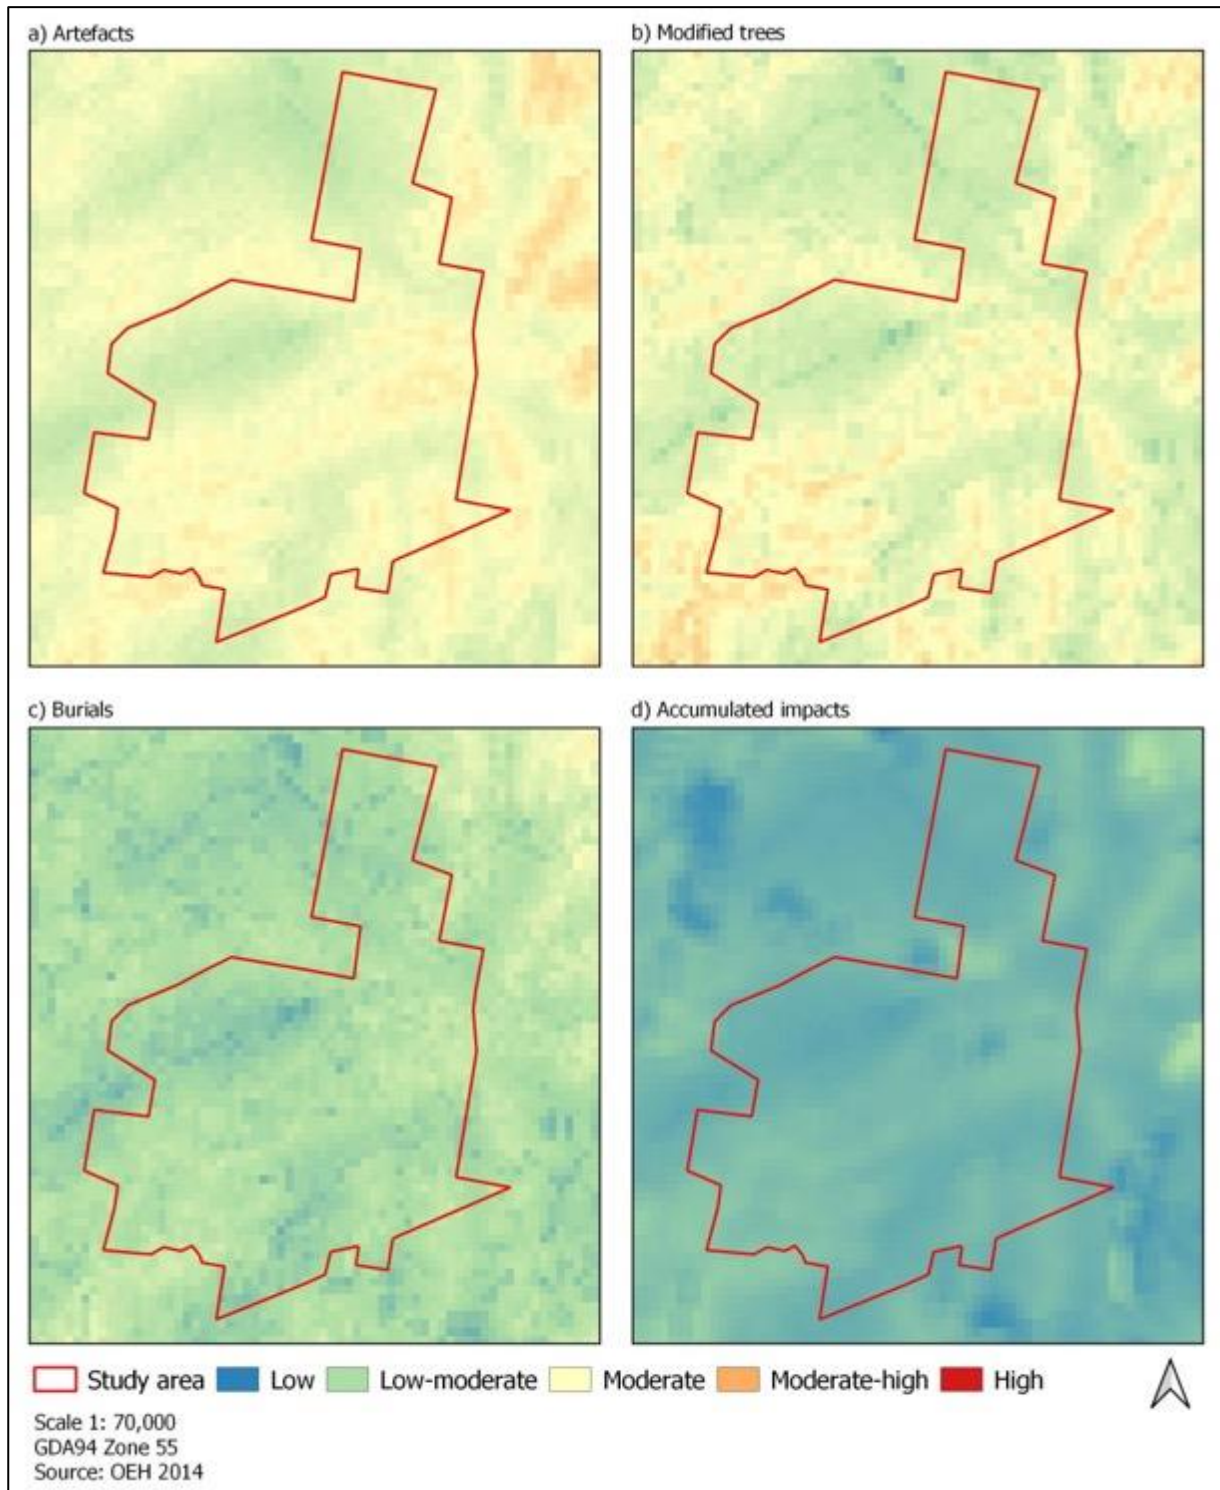 a) Artefacts
b) Modified trees
c) Burials
d) Accumulated impacts
Study area Low Low-moderate Moderate Moderate-high High
Scale 1: 70,000
GDA94 Zone 55
Source: OEH 2014